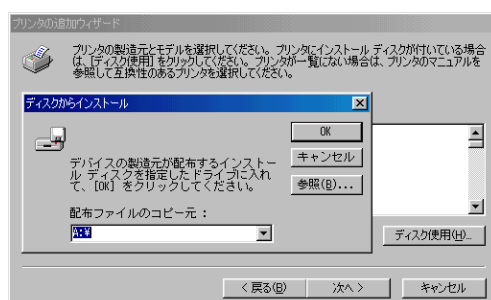 プリンタの追加ウィザード
プリンタの製造元とモデルを選択してください。プリンタにインストール ディスクが付いている場合
は、[ディスク使用] をクリックしてください。プリンタが一覧にない場合は、プリンタのマニュアルを
参照して互換性のあるプリンタを選択してください。
ディスクからインストール
OK
キャンセル
参照(B)...
デバイスの製造元が配布するインストー
ル ディスクを指定したドライブに入れ
て、[OK] をクリックしてください。
配布ファイルのコピー元：
A:¥
ディスク使用(H)...
< 戻る(B)
次へ >
キャンセル